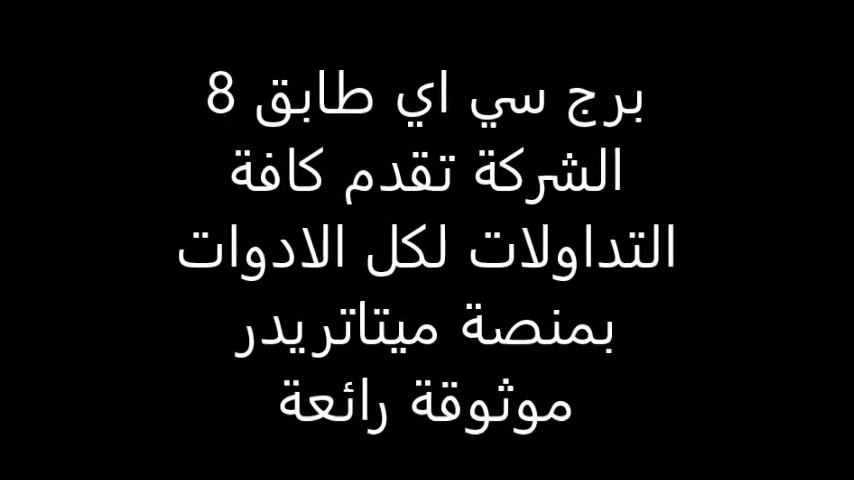 برج سي اي طابق 8
الشركة تقدم كافة
التداولات لكل الادوات
بمنصة ميتاتريدر
موثوقة رائعة